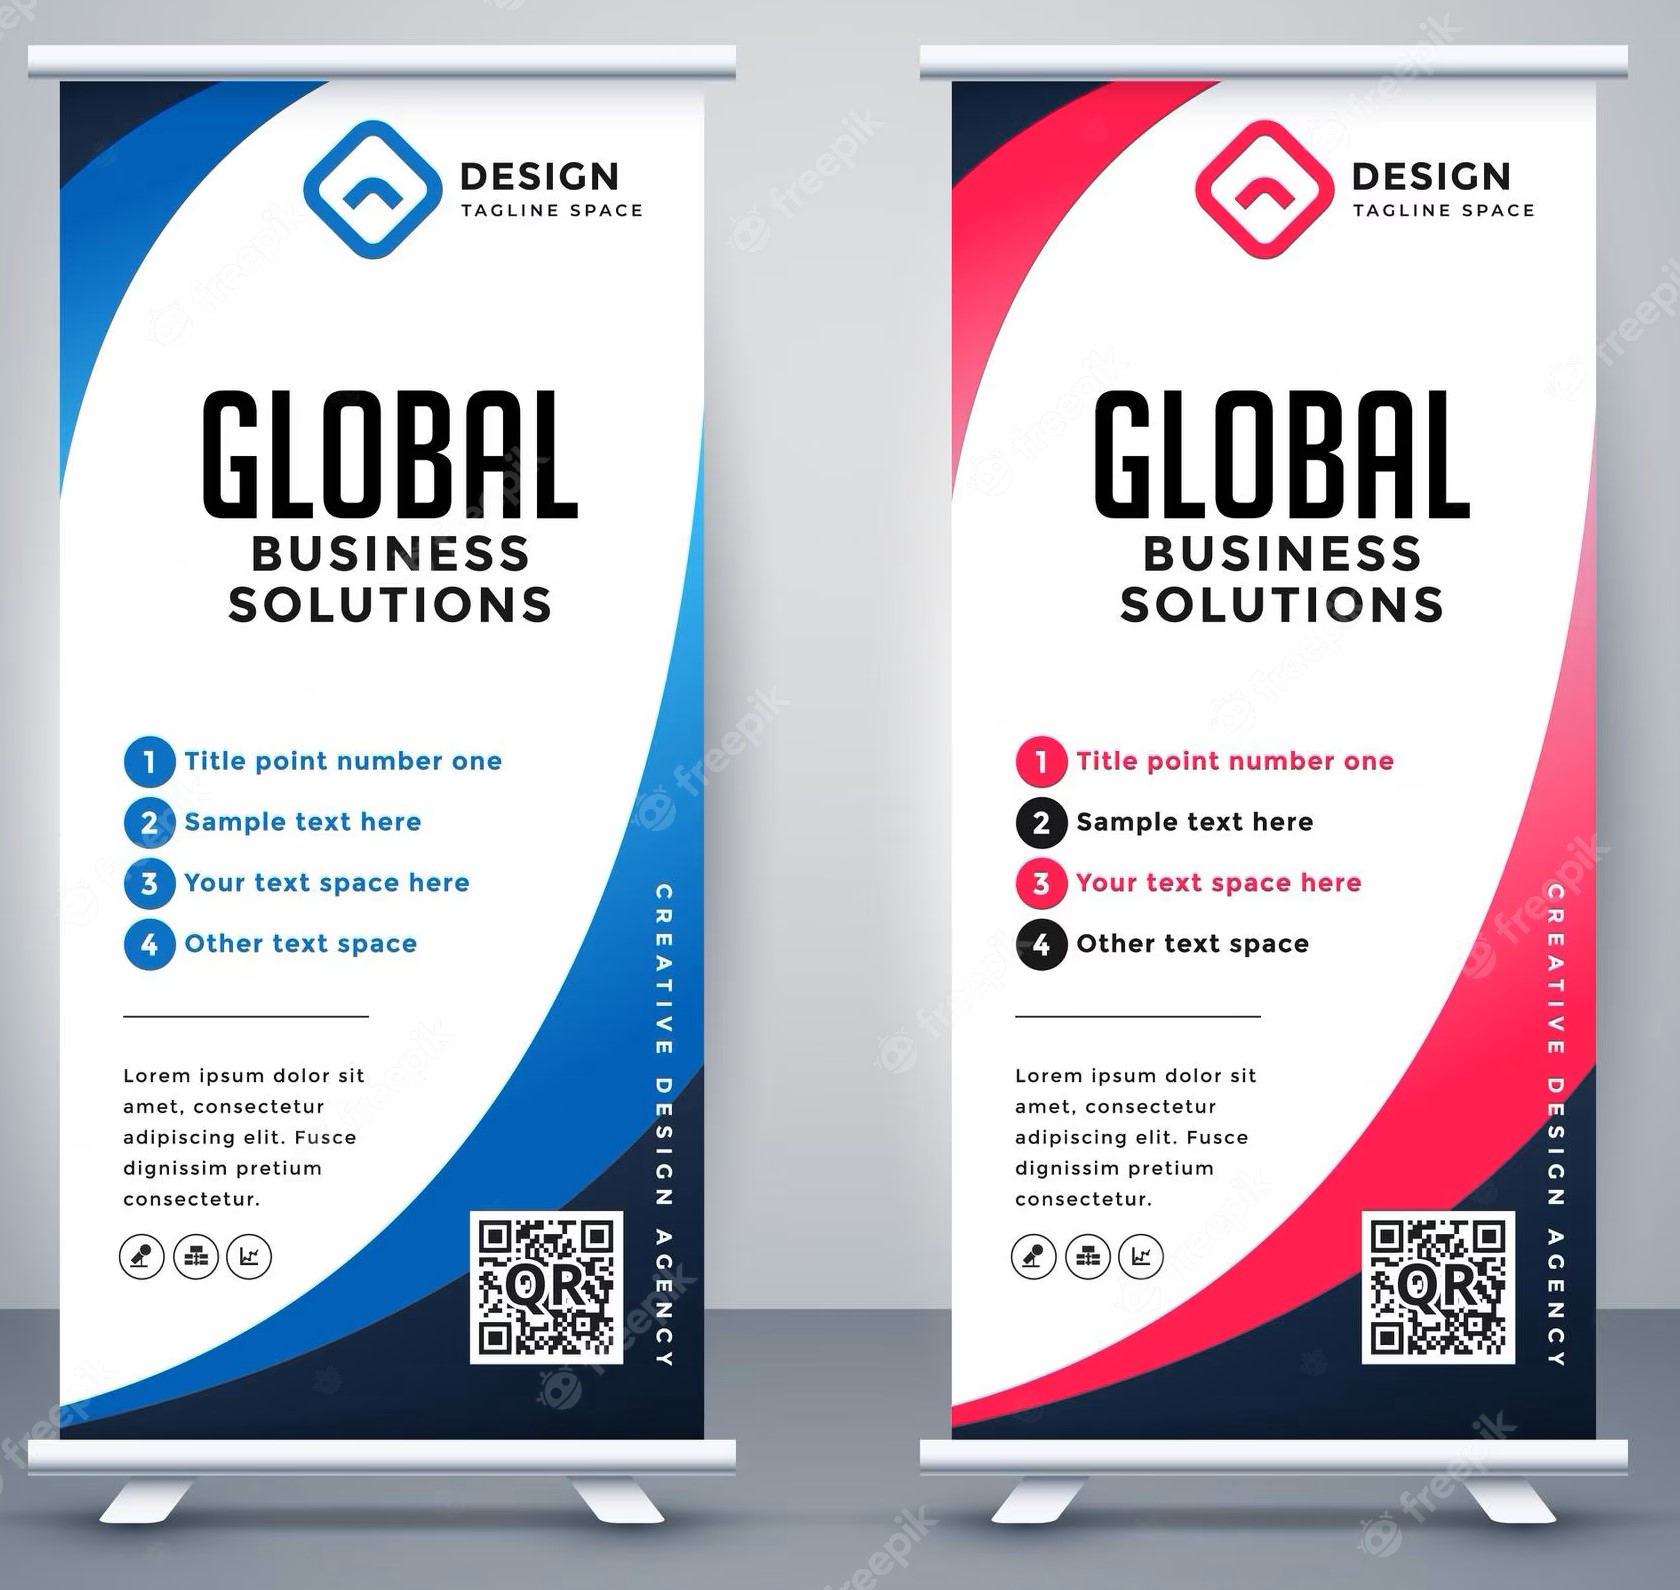 DESIGN
TAGLINE SPACE
GLOBAL
BUSINESS
SOLUTIONS
1 Title point number one
2 Sample text here
3 Your text space here
4 Other text space
Lorem ipsum dolor sit
amet, consectetur
adipiscing elit. Fusce
dignissim pretium
consectetur.
QR
CREATIVE DESIGN AGENCY
DESIGN
TAGLINE SPACE
GLOBAL
BUSINESS
SOLUTIONS
1 Title point number one
2 Sample text here
3 Your text space here
4 Other text space
Lorem ipsum dolor sit
amet, consectetur
adipiscing elit. Fusce
dignissim pretium
consectetur.
QR
CREATIVE DESIGN AGENCY
freepik